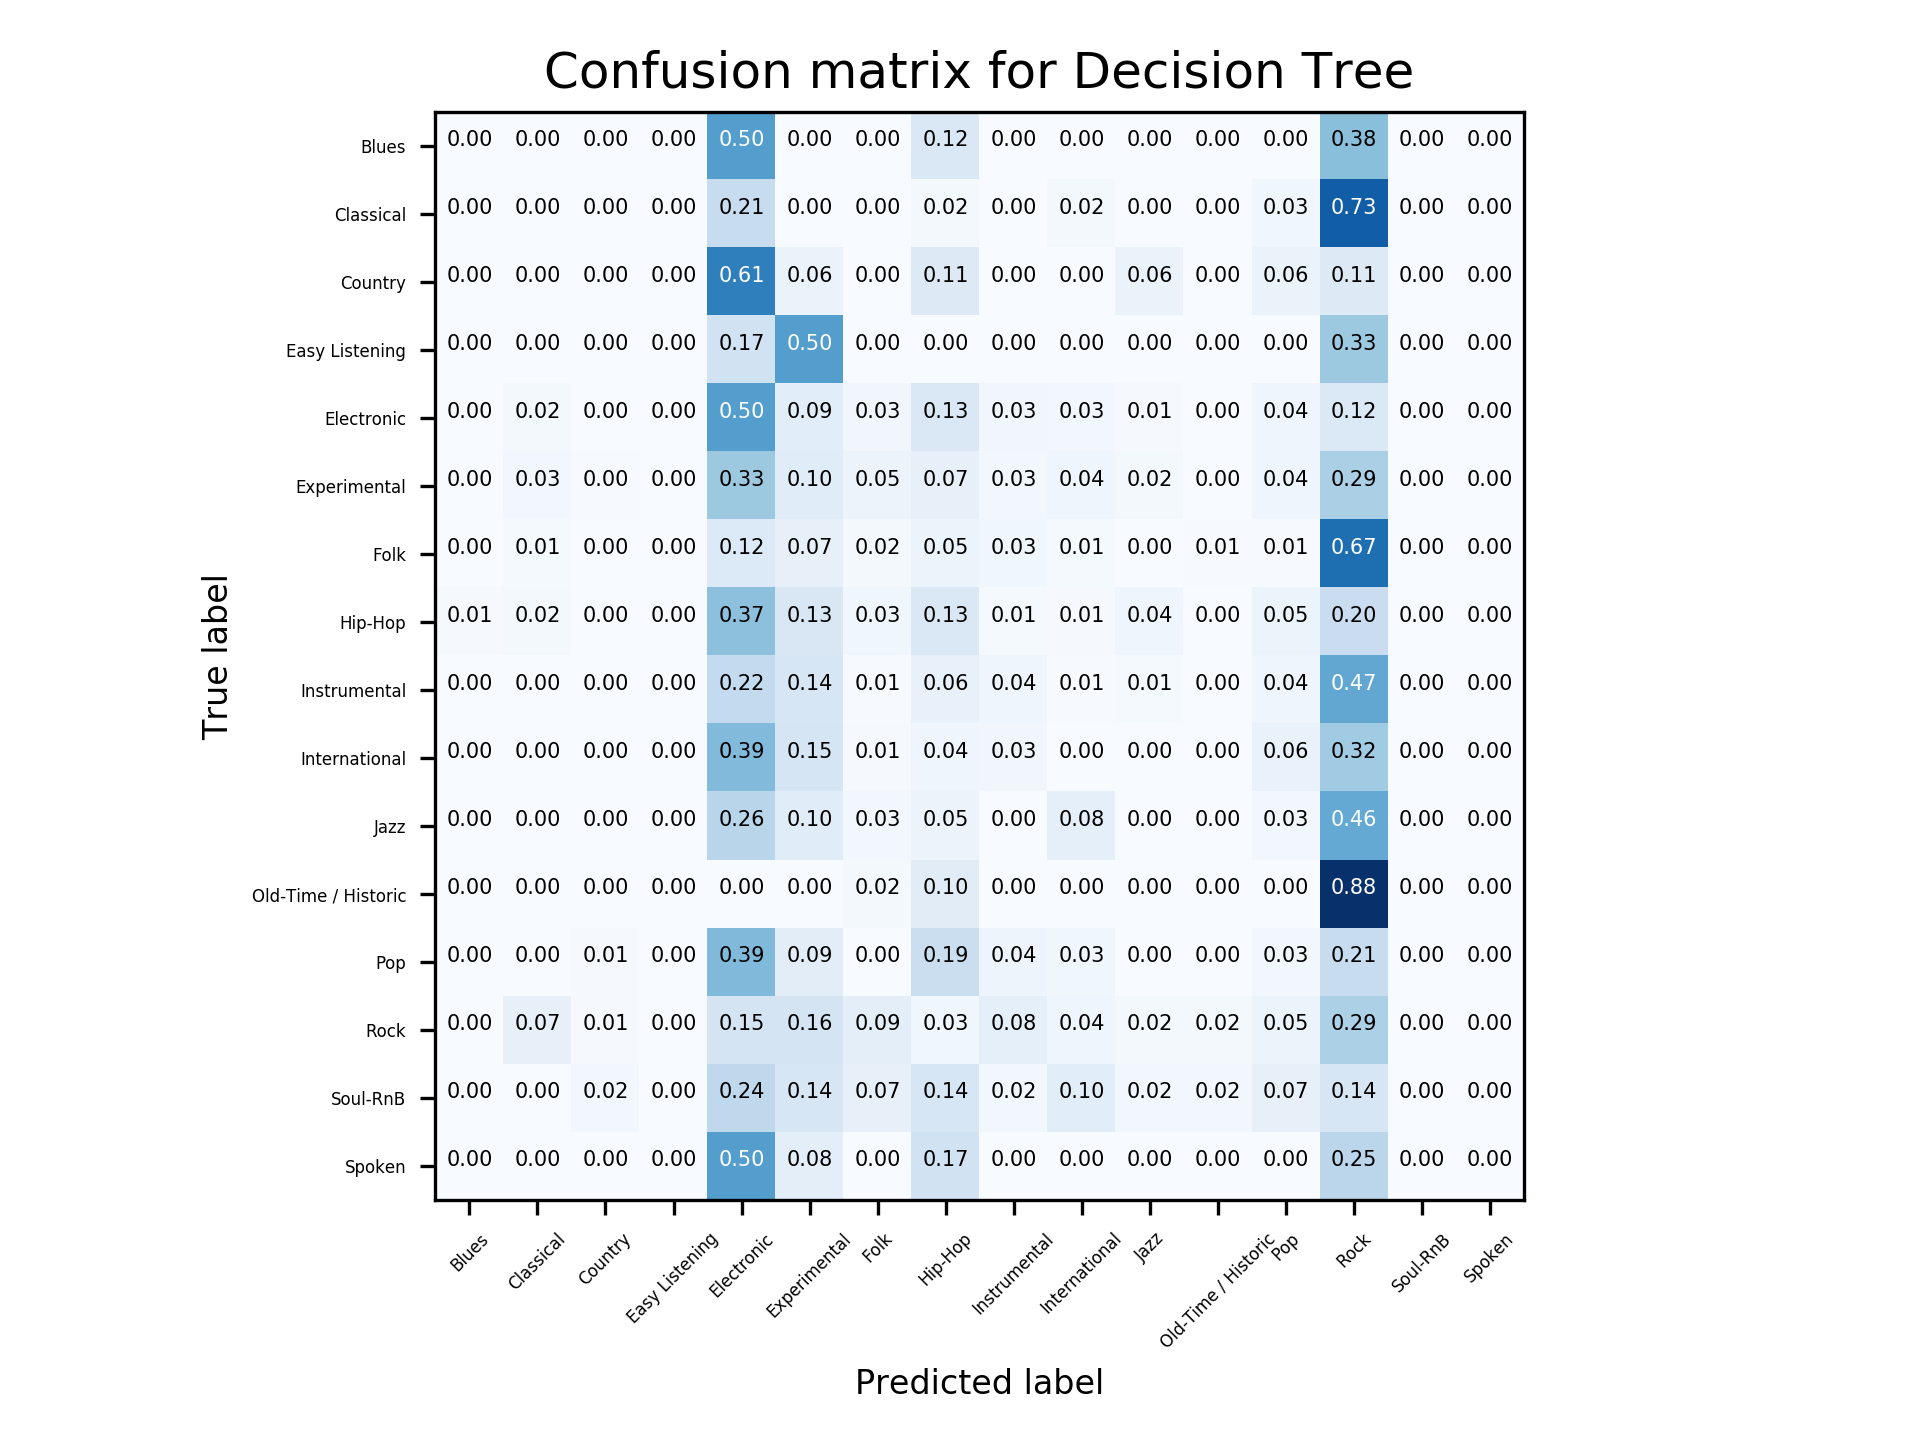 Confusion matrix for Decision Tree
True label
Blues 0.00 0.00 0.00 0.00 0.50 0.00 0.00 0.12 0.00 0.00 0.00 0.00 0.00 0.38 0.00 0.00
Classical 0.00 0.00 0.00 0.00 0.21 0.00 0.00 0.02 0.00 0.02 0.00 0.00 0.03 0.73 0.00 0.00
Country 0.00 0.00 0.00 0.00 0.61 0.06 0.00 0.11 0.00 0.00 0.06 0.00 0.06 0.11 0.00 0.00
Easy Listening 0.00 0.00 0.00 0.00 0.17 0.50 0.00 0.00 0.00 0.00 0.00 0.00 0.00 0.33 0.00 0.00
Electronic 0.00 0.02 0.00 0.00 0.50 0.09 0.03 0.13 0.03 0.03 0.01 0.00 0.04 0.12 0.00 0.00
Experimental 0.00 0.03 0.00 0.00 0.33 0.10 0.05 0.07 0.03 0.04 0.02 0.00 0.04 0.29 0.00 0.00
Folk 0.00 0.01 0.00 0.00 0.12 0.07 0.02 0.05 0.03 0.01 0.00 0.01 0.01 0.67 0.00 0.00
Hip-Hop 0.01 0.02 0.00 0.00 0.37 0.13 0.03 0.13 0.01 0.01 0.04 0.00 0.05 0.20 0.00 0.00
Instrumental 0.00 0.00 0.00 0.00 0.22 0.14 0.01 0.06 0.04 0.01 0.01 0.00 0.04 0.47 0.00 0.00
International 0.00 0.00 0.00 0.00 0.39 0.15 0.01 0.04 0.03 0.00 0.00 0.00 0.06 0.32 0.00 0.00
Jazz 0.00 0.00 0.00 0.00 0.26 0.10 0.03 0.05 0.00 0.08 0.00 0.00 0.03 0.46 0.00 0.00
Old-Time / Historic 0.00 0.00 0.00 0.00 0.00 0.00 0.02 0.10 0.00 0.00 0.00 0.00 0.00 0.88 0.00 0.00
Pop 0.00 0.00 0.01 0.00 0.39 0.09 0.00 0.19 0.04 0.03 0.00 0.00 0.03 0.21 0.00 0.00
Rock 0.00 0.07 0.01 0.00 0.15 0.16 0.09 0.03 0.08 0.04 0.02 0.02 0.05 0.29 0.00 0.00
Soul-RnB 0.00 0.00 0.02 0.00 0.24 0.14 0.07 0.14 0.02 0.10 0.02 0.02 0.07 0.14 0.00 0.00
Spoken 0.00 0.00 0.00 0.00 0.50 0.08 0.00 0.17 0.00 0.00 0.00 0.00 0.00 0.25 0.00 0.00
Blues Classical Country Easy Listening Electronic Experimental Folk Hip-Hop Instrumental International Jazz Old-Time / Historic Pop Rock Soul-RnB Spoken
Predicted label